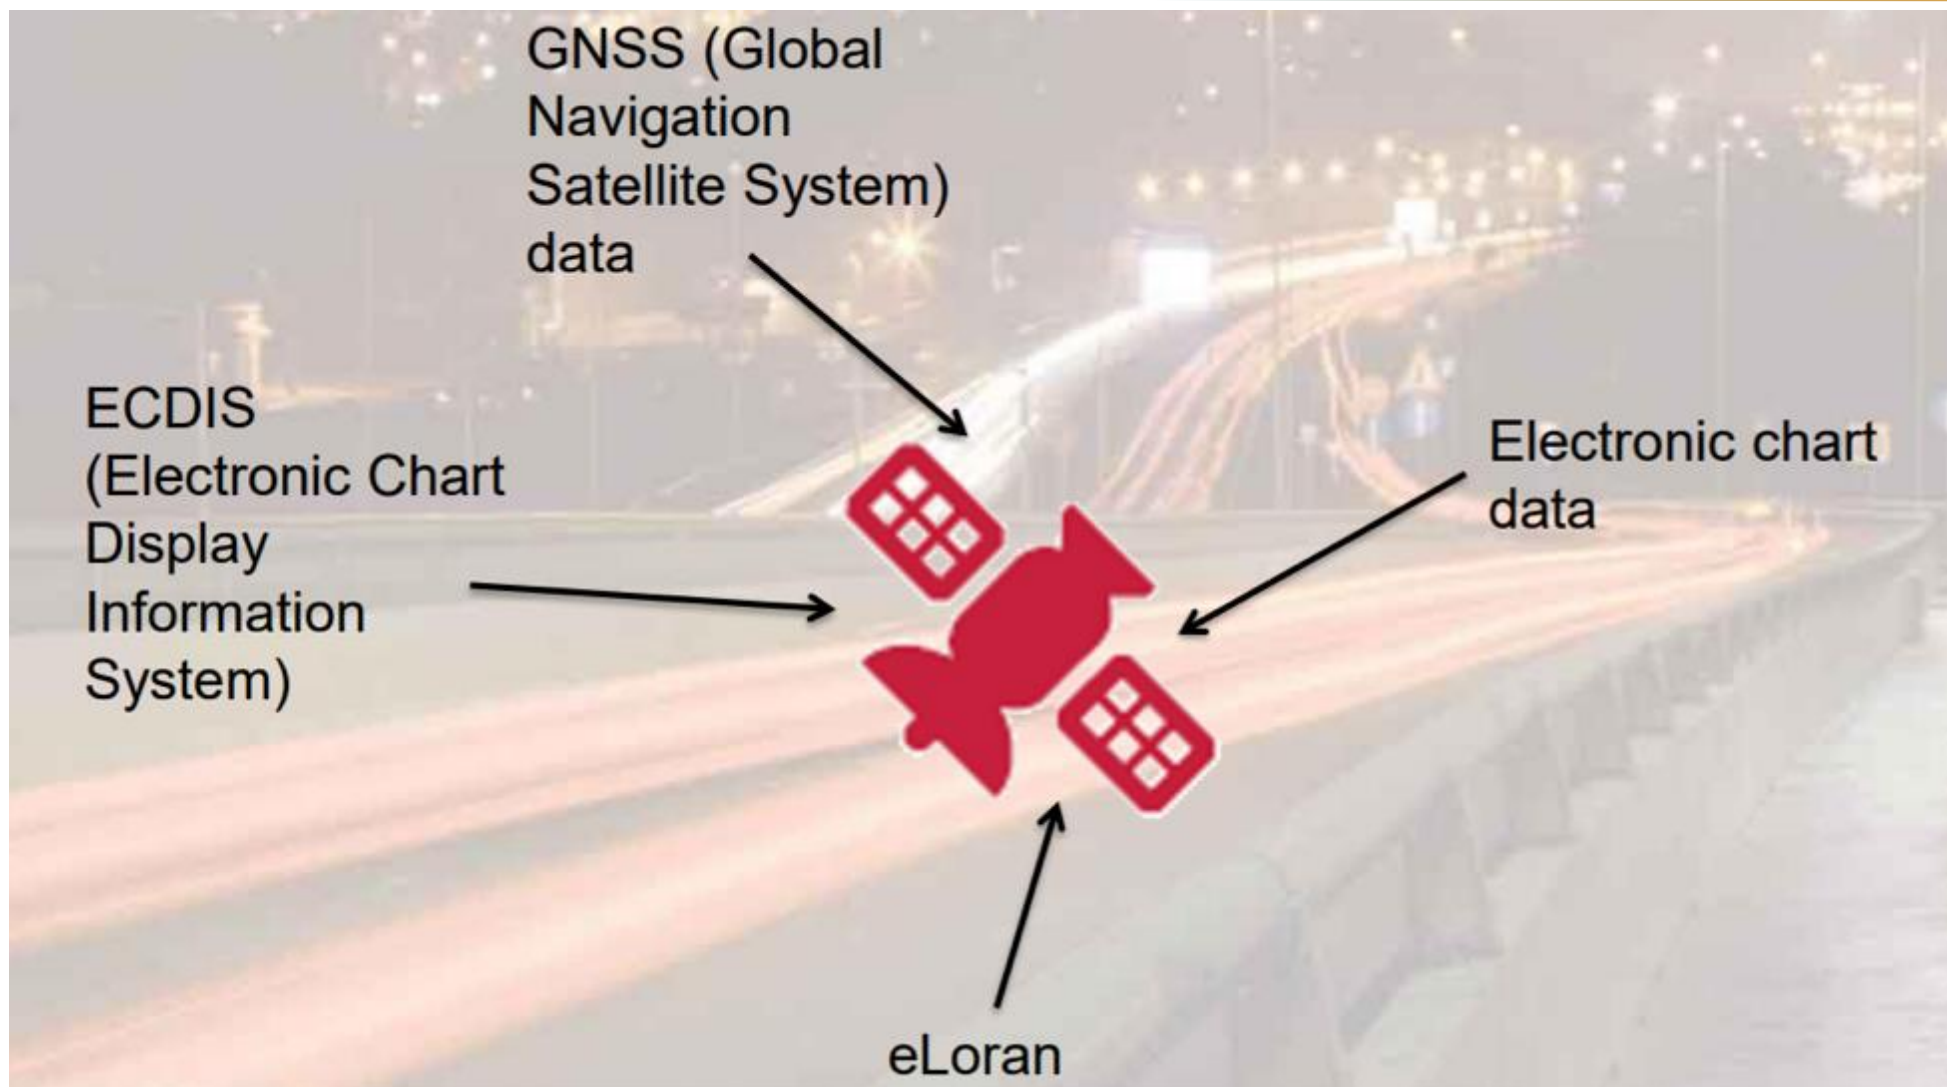 GNSS (Global
Navigation
Satellite System)
data
ECDIS
(Electronic Chart
Display
Information
System)
Electronic chart
data
eLoran